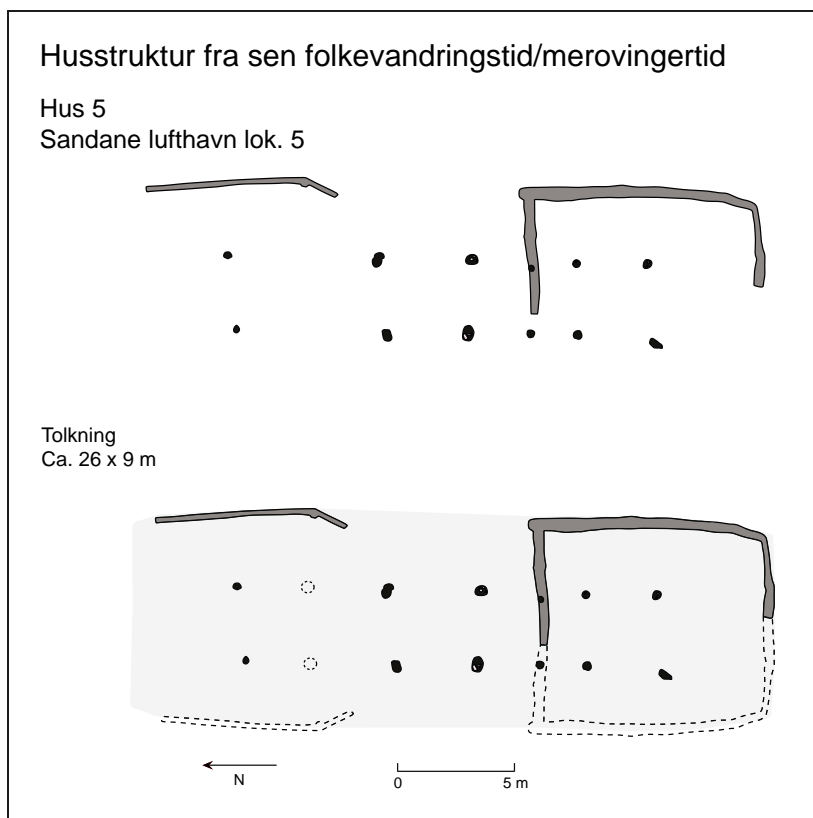 Husstruktur fra sen folkevandringstid/merovingertid
Hus 5
Sandane lufthavn lok. 5
Tolkning
Ca. 26 x 9 m
N
0 5 m